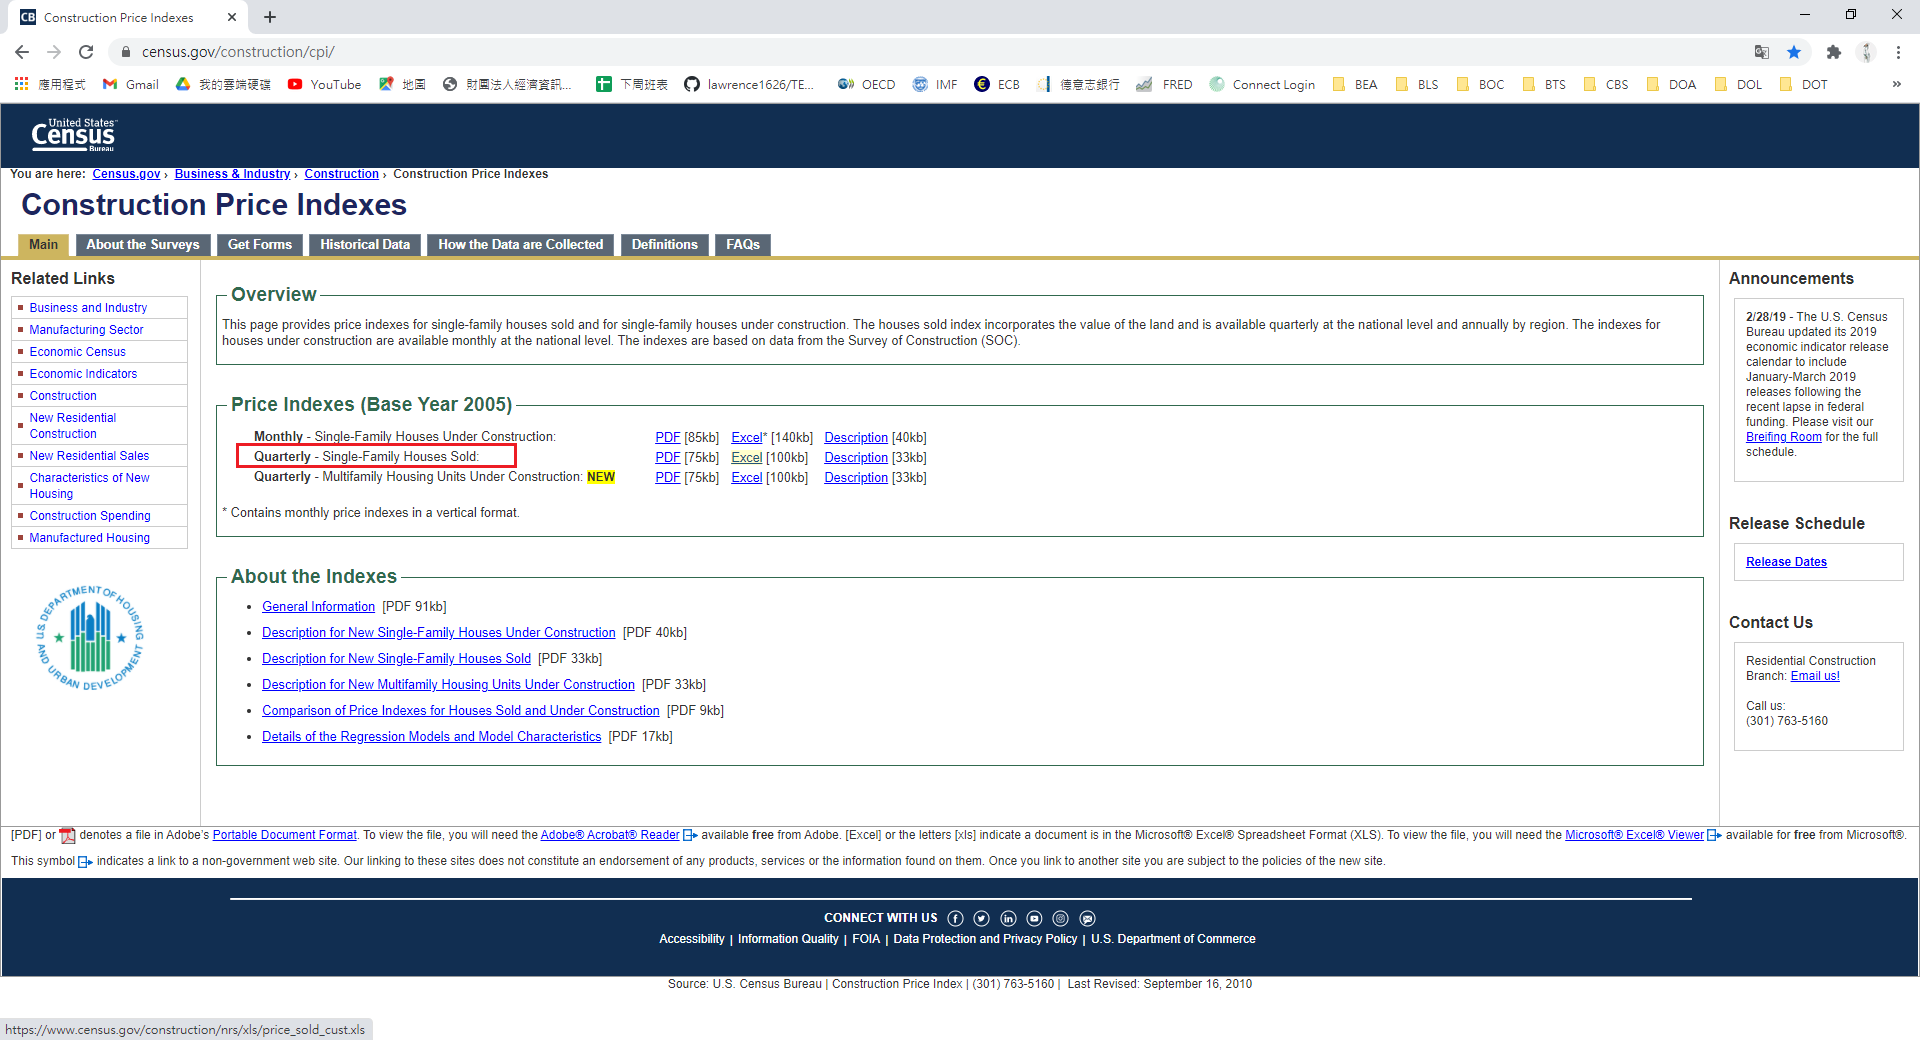 CB Construction Price Indexes
census.gov/construction/cpi/
應用程式 Gmail 我的雲端硬碟 YouTube 地圖 財團法人經濟資訊... 下周班表 lawrence1626/TE... OECD IMF ECB 德意志銀行 FRED Connect Login BEA BLS BOC BTS CBS DOA DOL DOT »
United States™
Census
Bureau
You are here: Census.gov › Business & Industry › Construction › Construction Price Indexes
Construction Price Indexes
Main About the Surveys Get Forms Historical Data How the Data are Collected Definitions FAQs
Related Links
Business and Industry
Manufacturing Sector
Economic Census
Economic Indicators
Construction
New Residential
Construction
New Residential Sales
Characteristics of New
Housing
Construction Spending
Manufactured Housing
U.S. DEPARTMENT OF HOUSING
AND URBAN DEVELOPMENT
Overview
This page provides price indexes for single-family houses sold and for single-family houses under construction. The houses sold index incorporates the value of the land and is available quarterly at the national level and annually by region. The indexes for
houses under construction are available monthly at the national level. The indexes are based on data from the Survey of Construction (SOC).
Price Indexes (Base Year 2005)
Monthly - Single-Family Houses Under Construction: PDF [85kb] Excel* [140kb] Description [40kb]
Quarterly - Single-Family Houses Sold: PDF [75kb] Excel [100kb] Description [33kb]
Quarterly - Multifamily Housing Units Under Construction: NEW PDF [75kb] Excel [100kb] Description [33kb]
* Contains monthly price indexes in a vertical format.
About the Indexes
• General Information [PDF 91kb]
• Description for New Single-Family Houses Under Construction [PDF 40kb]
• Description for New Single-Family Houses Sold [PDF 33kb]
• Description for New Multifamily Housing Units Under Construction [PDF 33kb]
• Comparison of Price Indexes for Houses Sold and Under Construction [PDF 9kb]
• Details of the Regression Models and Model Characteristics [PDF 17kb]
Announcements
2/28/19 - The U.S. Census
Bureau updated its 2019
economic indicator release
calendar to include
January-March 2019
releases following the
recent lapse in federal
funding. Please visit our
Breifing Room for the full
schedule.
Release Schedule
Release Dates
Contact Us
Residential Construction
Branch: Email us!
Call us:
(301) 763-5160
[PDF] or denotes a file in Adobe's Portable Document Format. To view the file, you will need the Adobe® Acrobat® Reader available free from Adobe. [Excel] or the letters [xls] indicate a document is in the Microsoft® Excel® Spreadsheet Format (XLS). To view the file, you will need the Microsoft® Excel® Viewer available for free from Microsoft®.
This symbol indicates a link to a non-government web site. Our linking to these sites does not constitute an endorsement of any products, services or the information found on them. Once you link to another site you are subject to the policies of the new site.
CONNECT WITH US
Accessibility | Information Quality | FOIA | Data Protection and Privacy Policy | U.S. Department of Commerce
Source: U.S. Census Bureau | Construction Price Index | (301) 763-5160 | Last Revised: September 16, 2010
https://www.census.gov/construction/nrs/xls/price_sold_cust.xls